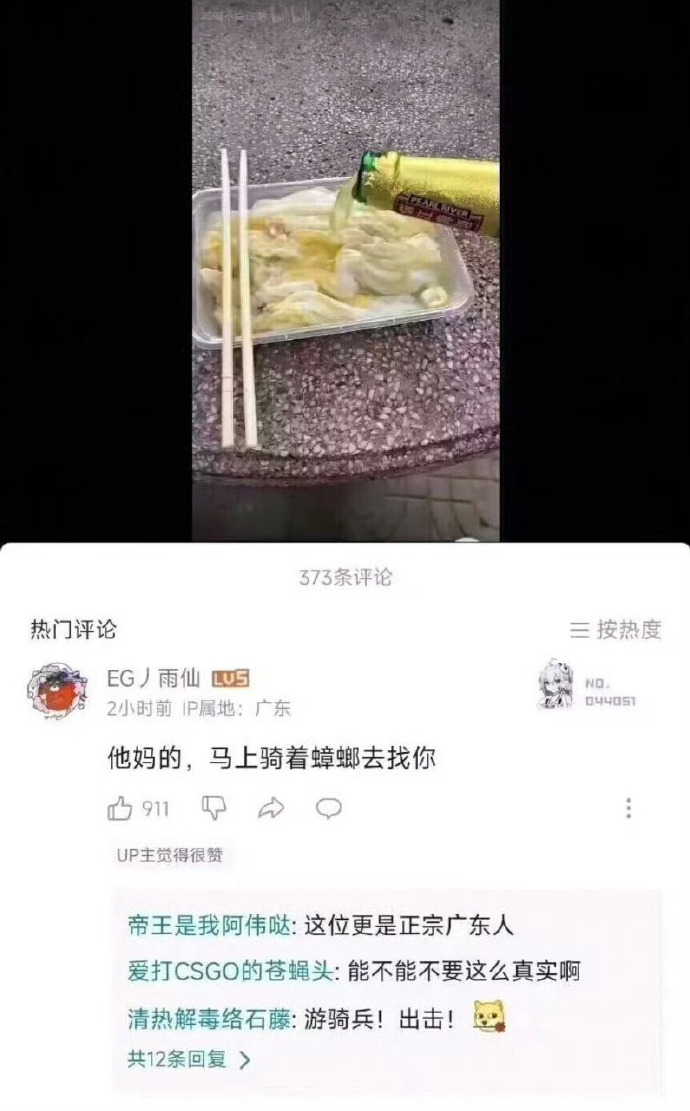 PEARL RIVER
373条评论
热门评论
按热度
EG丿雨仙 LV5
2小时前 IP属地：广东
NO.
044051
他妈的，马上骑着蟑螂去找你
911
UP主觉得很赞
帝王是我阿伟哒: 这位更是正宗广东人
爱打CSGO的苍蝇头: 能不能不要这么真实啊
清热解毒络石藤: 游骑兵！出击！
共12条回复